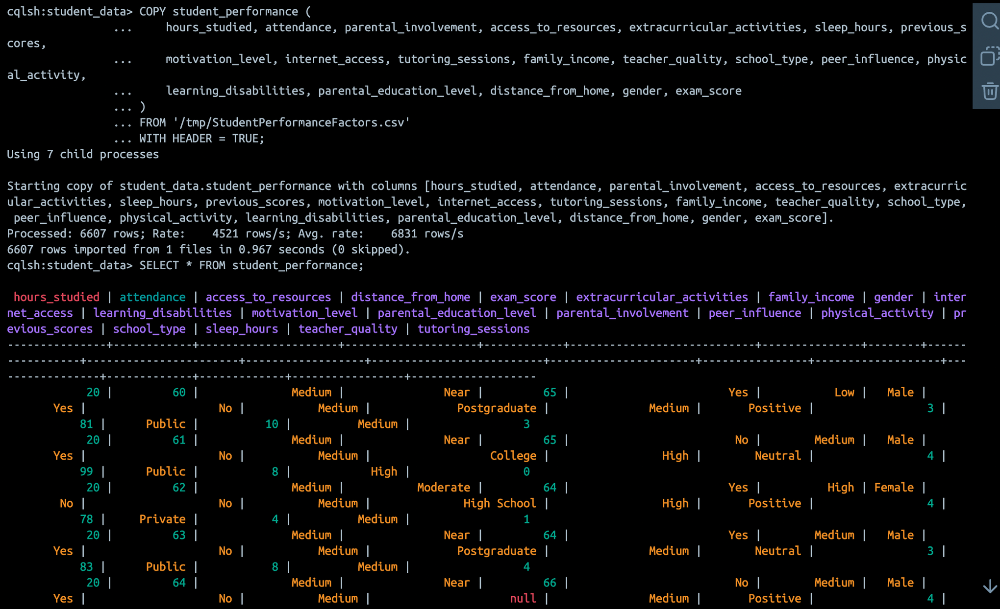 cqlsh:student_data> COPY student_performance (
...     hours_studied, attendance, parental_involvement, access_to_resources, extracurricular_activities, sleep_hours, previous_s
cores,
...     motivation_level, internet_access, tutoring_sessions, family_income, teacher_quality, school_type, peer_influence, physic
al_activity,
...     learning_disabilities, parental_education_level, distance_from_home, gender, exam_score
... )
... FROM '/tmp/StudentPerformanceFactors.csv'
... WITH HEADER = TRUE;
Using 7 child processes
Starting copy of student_data.student_performance with columns [hours_studied, attendance, parental_involvement, access_to_resources, extracurric
ular_activities, sleep_hours, previous_scores, motivation_level, internet_access, tutoring_sessions, family_income, teacher_quality, school_type,
peer_influence, physical_activity, learning_disabilities, parental_education_level, distance_from_home, gender, exam_score].
Processed: 6607 rows; Rate:    4521 rows/s; Avg. rate:    6831 rows/s
6607 rows imported from 1 files in 0.967 seconds (0 skipped).
cqlsh:student_data> SELECT * FROM student_performance;
hours_studied | attendance | access_to_resources | distance_from_home | exam_score | extracurricular_activities | family_income | gender | inter
net_access | learning_disabilities | motivation_level | parental_education_level | parental_involvement | peer_influence | physical_activity | pr
evious_scores | school_type | sleep_hours | teacher_quality | tutoring_sessions
---------------+------------+---------------------+--------------------+------------+----------------------------+---------------+--------+------
-----------+-----------------------+------------------+--------------------------+----------------------+----------------+-------------------+---
--------------+-------------+-------------+-----------------+-------------------
20 | 60 | Medium | Near | 65 | Yes | Low | Male |
Yes | No | Medium | Postgraduate | Medium | Positive | 3 |
81 | Public | 10 | Medium | 3
20 | 61 | Medium | Near | 65 | No | Medium | Male |
Yes | No | Medium | College | High | Neutral | 4 |
99 | Public | 8 | High | 0
20 | 62 | Medium | Moderate | 64 | Yes | High | Female |
No | No | Medium | High School | High | Positive | 4 |
78 | Private | 4 | Medium | 1
20 | 63 | Medium | Near | 64 | Yes | Medium | Male |
Yes | No | Medium | Postgraduate | Medium | Neutral | 3 |
83 | Public | 8 | Medium | 4
20 | 64 | Medium | Near | 66 | No | Medium | Male |
Yes | No | Medium | null | Medium | Positive | 4 |